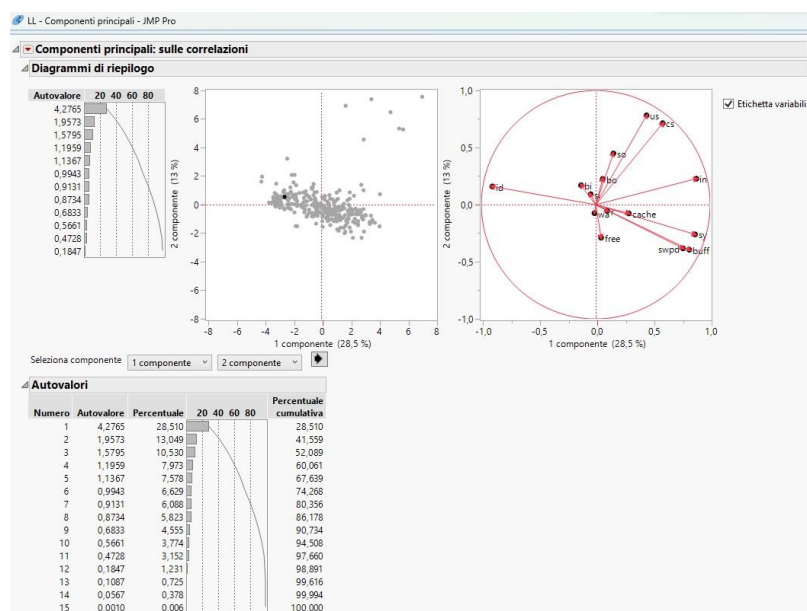 LL - Componenti principali - JMP Pro
Componenti principali: sulle correlazioni
Diagrammi di riepilogo
Autovalore 20 40 60 80
4,2765
1,9573
1,5795
1,1959
1,1367
0,9943
0,9131
0,8734
0,6833
0,5661
0,4728
0,1847
2 componente (13 %)
8
6
4
2
0
-2
-4
-6
-8
-8 -6 -4 -2 0 2 4 6 8
1 componente (28,5 %)
2 componente (13 %)
1,0
0,5
0,0
-0,5
-1,0
us
cs
so
bo
in
bi
id
wa
cache
free
sy
swpd
buff
-1,0 -0,5 0,0 0,5 1,0
1 componente (28,5 %)
Etichetta variabili
Seleziona componente 1 componente 2 componente
Autovalori
Numero Autovalore Percentuale 20 40 60 80 Percentuale cumulativa
1 4,2765 28,510 28,510
2 1,9573 13,049 41,559
3 1,5795 10,530 52,089
4 1,1959 7,973 60,061
5 1,1367 7,578 67,639
6 0,9943 6,629 74,268
7 0,9131 6,088 80,356
8 0,8734 5,823 86,178
9 0,6833 4,555 90,734
10 0,5661 3,774 94,508
11 0,4728 3,152 97,660
12 0,1847 1,231 98,891
13 0,1087 0,725 99,616
14 0,0567 0,378 99,994
15 0,0010 0,006 100,000